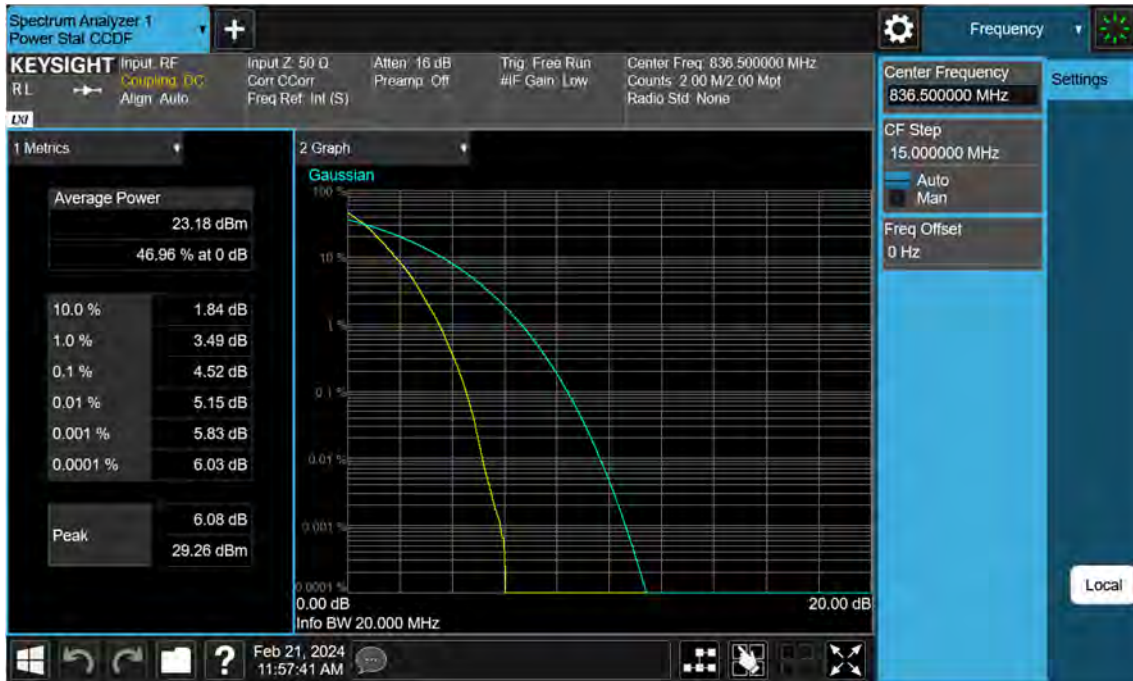 Spectrum Analyzer 1
Power Stat CCDF
Frequency
KEYSIGHT
RL
LXI
Input: RF
Coupling: DC
Align: Auto
Input Z: 50 Ω
Corr CCorr
Freq Ref: Int (S)
Atten: 16 dB
Preamp: Off
Trig: Free Run
#IF Gain: Low
Center Freq: 836.500000 MHz
Counts: 2.00 M/2.00 Mpt
Radio Std: None
Center Frequency
836.500000 MHz
Settings
CF Step
15.000000 MHz
Auto
Man
Freq Offset
0 Hz
Local
1 Metrics
Average Power
23.18 dBm
46.96 % at 0 dB
10.0 % 1.84 dB
1.0 % 3.49 dB
0.1 % 4.52 dB
0.01 % 5.15 dB
0.001 % 5.83 dB
0.0001 % 6.03 dB
Peak
6.08 dB
29.26 dBm
2 Graph
Gaussian
100 %
10 %
1 %
0.1 %
0.01 %
0.001 %
0.0001 %
0.00 dB 20.00 dB
Info BW 20.000 MHz
?
Feb 21, 2024
11:57:41 AM